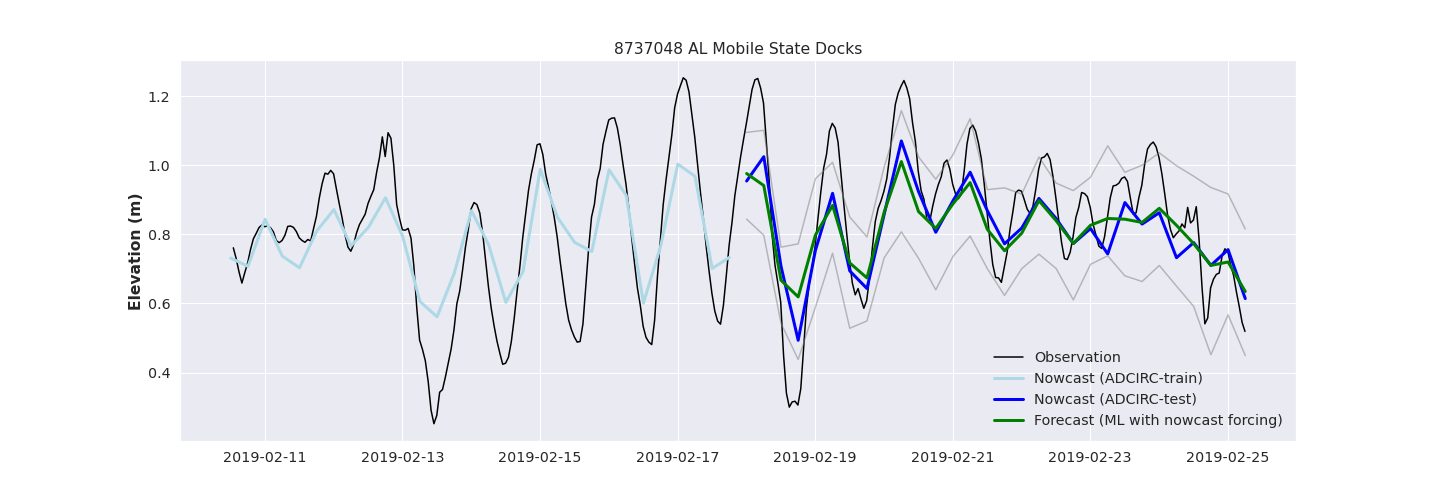 8737048 AL Mobile State Docks
Elevation (m)
1.2
1.0
0.8
0.6
0.4
Observation
Nowcast (ADCIRC-train)
Nowcast (ADCIRC-test)
Forecast (ML with nowcast forcing)
2019-02-11 2019-02-13 2019-02-15 2019-02-17 2019-02-19 2019-02-21 2019-02-23 2019-02-25